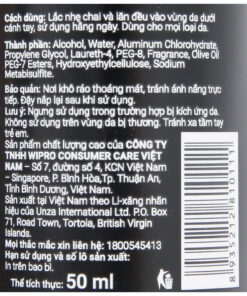 Cách dùng: Lắc nhẹ chai và lăn đều vào vùng da dưới
cánh tay, sử dụng hằng ngày. Dùng cho mọi loại da.
Thành phần: Alcohol, Water, Aluminum Chlorohydrate,
Propylene Glycol, Laureth-4, PEG-8, Fragrance, Olive Oil
PEG-7 Esters, Hydroxyethylcellulose, Sodium
Metabisulfite.
Bảo quản: Nơi khô ráo thoáng mát, tránh ánh nắng trực
tiếp. Đậy nắp lại sau khi sử dụng.
Lưu ý: Ngưng sử dụng trong trường hợp bị kích ứng da.
Không sử dụng trên vùng da bị thương. Tránh xa tầm
tay trẻ em.
Sản phẩm chất lượng cao của CÔNG TY
TNHH WIPRO CONSUMER CARE VIỆT
NAM – Số 7, đường số 4, KCN Việt Nam
- Singapore, P. Bình Hòa, Tp. Thuận An,
Tỉnh Bình Dương, Việt Nam.
Sản xuất tại Việt Nam theo Li-xăng nhãn
hiệu của Unza International Ltd. P.O. Box
71, Road Town, Tortola, British Virgin
Islands.
Mọi thắc mắc xin liên hệ: 1800545413
Hạn sử dụng và số lô sản xuất:
In trên bao bì.
Thể tích thực: 50 ml
8 935212 810111